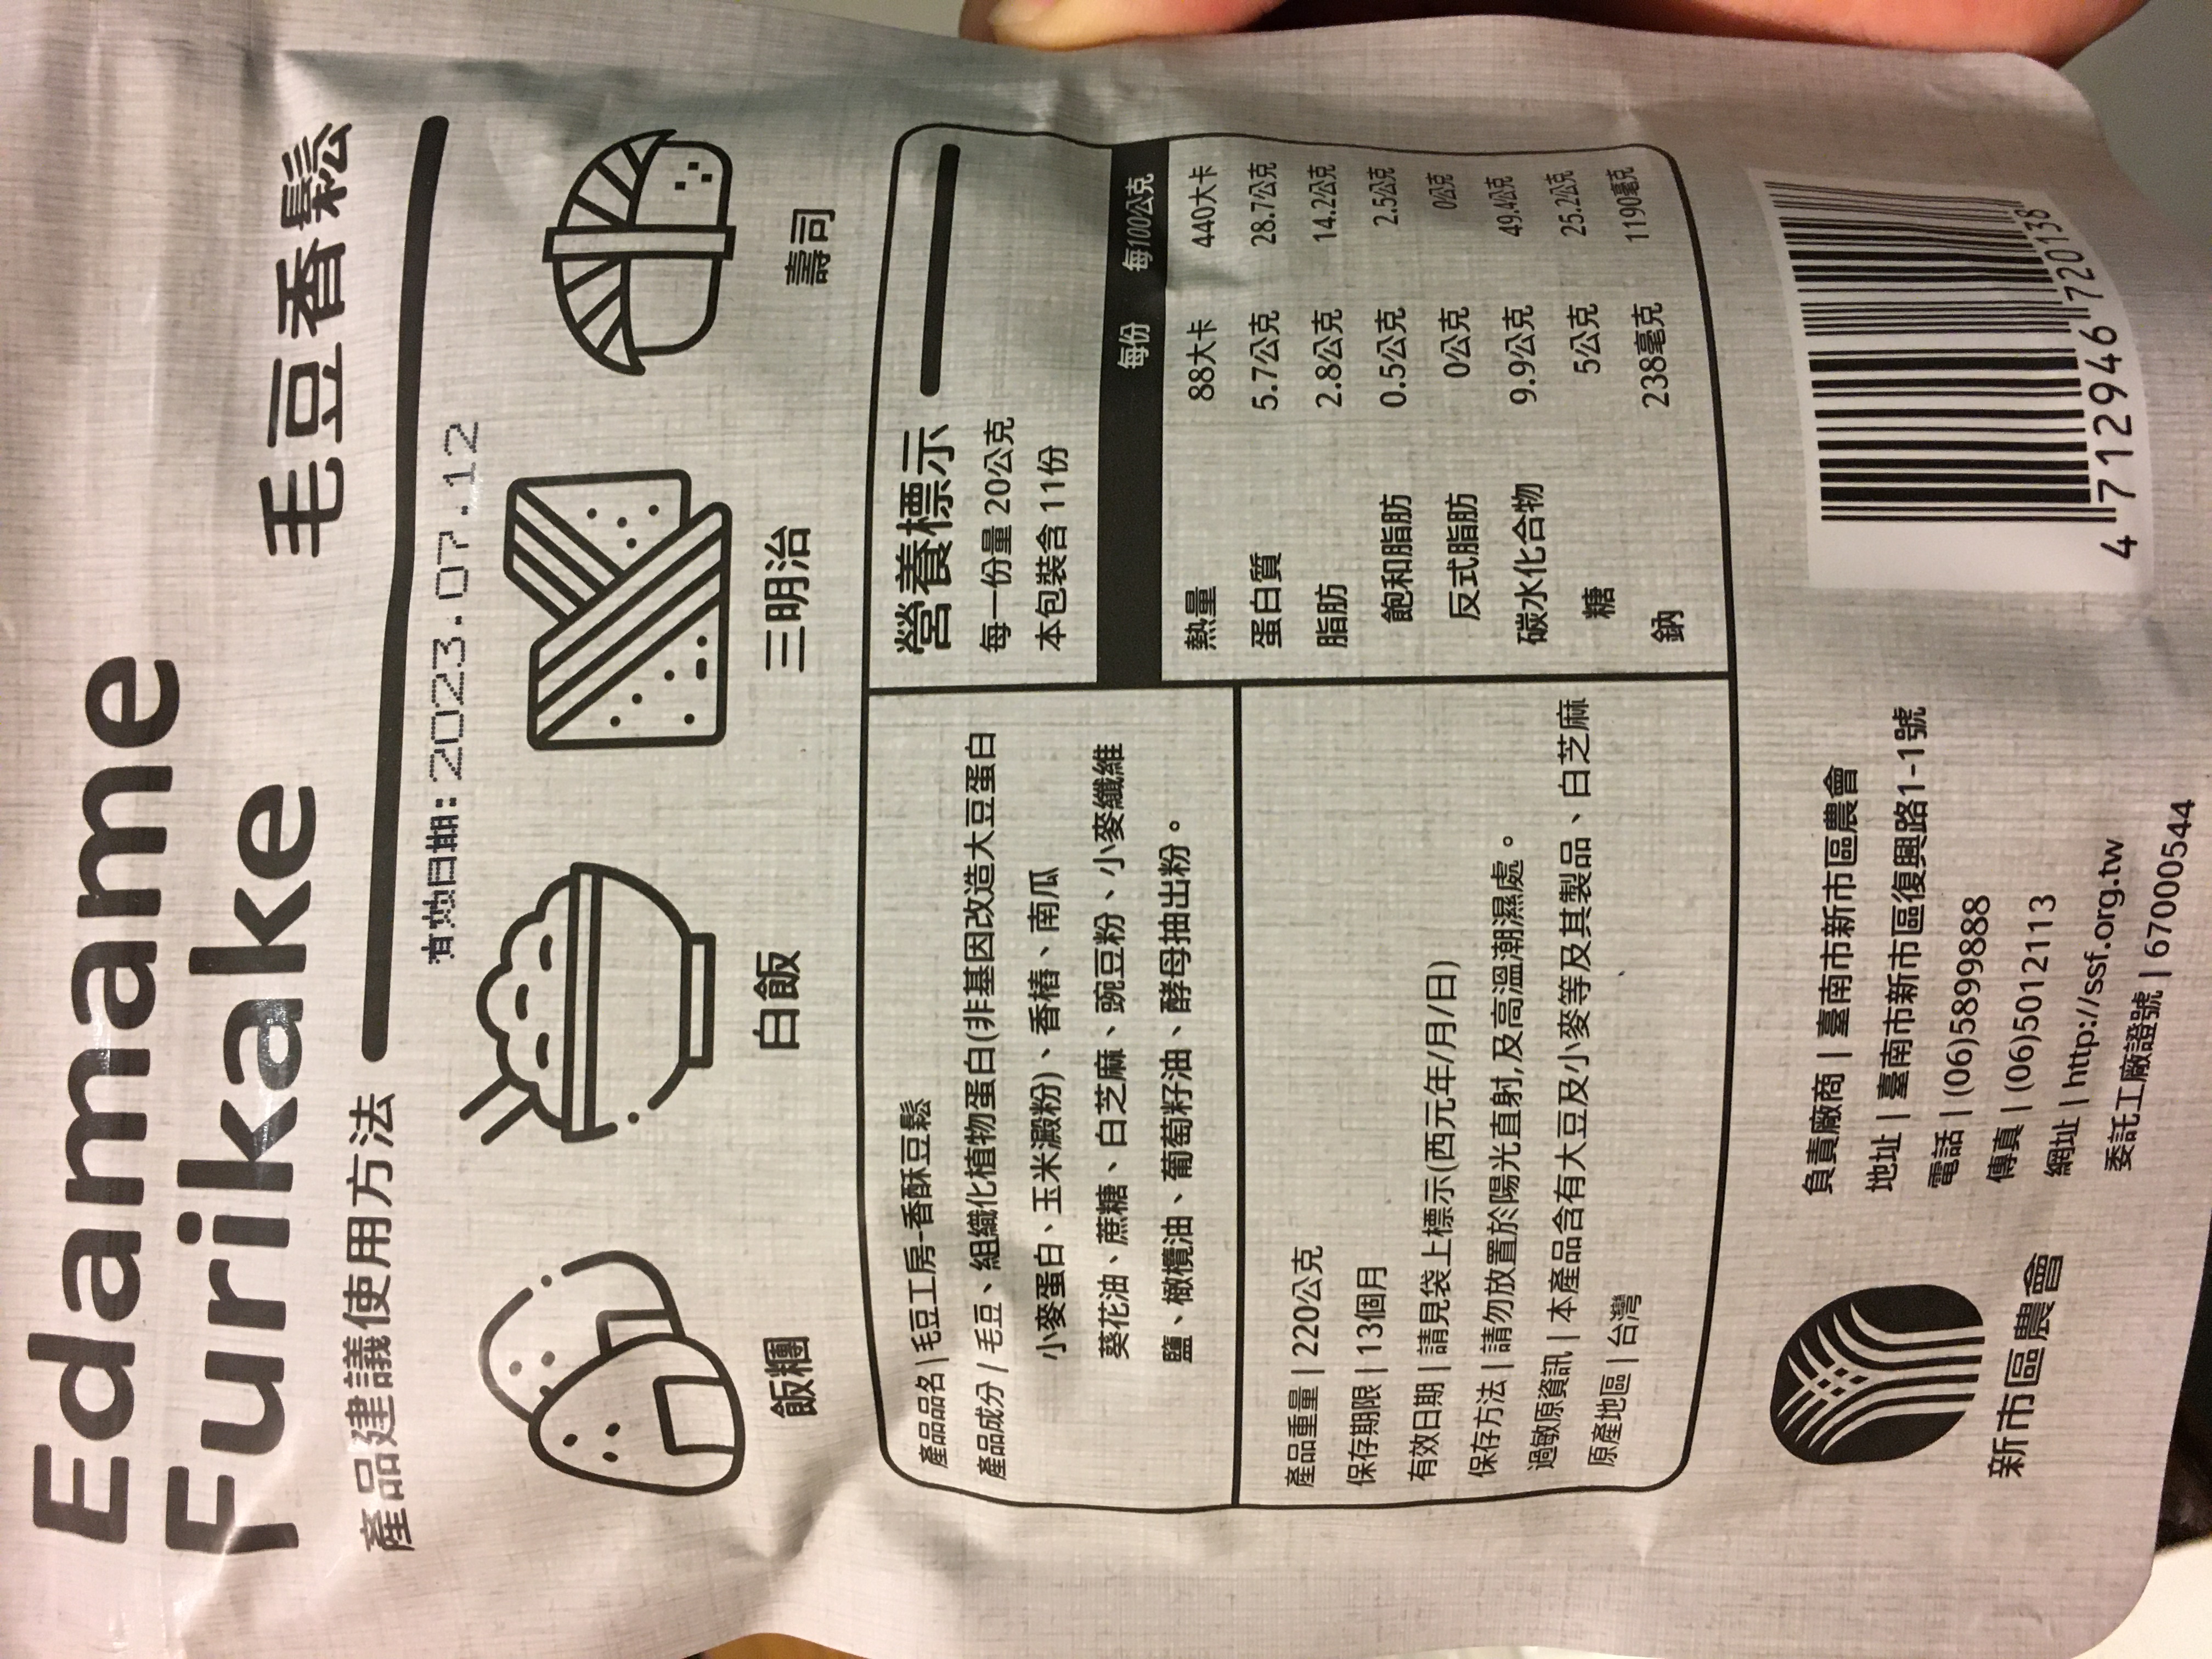 Edamame
Furikake
毛豆香鬆
產品建議使用方法
有效日期: 2023.07.12
飯糰
白飯
三明治
壽司
產品品名 | 毛豆工房-香酥豆鬆
產品成分 / 毛豆、組織化植物蛋白(非基因改造大豆蛋白
小麥蛋白、玉米澱粉)、香椿、南瓜
葵花油、蔗糖、白芝麻、豌豆粉、小麥纖維
鹽、橄欖油、葡萄籽油、酵母抽出粉。
產品重量 | 220公克
保存期限 | 13個月
有效日期 | 請見袋上標示(西元年/月/日)
保存方法 | 請勿放置於陽光直射,及高溫潮濕處。
過敏原資訊 | 本產品含有大豆及小麥等及其製品、白芝麻
原產地區 | 台灣
營養標示
每一份量 20公克
本包裝含 11份
每份 每100公克
熱量 88大卡 440大卡
蛋白質 5.7公克 28.7公克
脂肪 2.8公克 14.2公克
飽和脂肪 0.5公克 2.5公克
反式脂肪 0公克 0公克
碳水化合物 9.9公克 49.4公克
糖 5公克 25.2公克
鈉 238毫克 1190毫克
新市區農會
負責廠商 | 臺南市新市區農會
地址 | 臺南市新市區復興路1-1號
電話 | (06)5899888
傳真 | (06)5012113
網址 | http://ssf.org.tw
委託工廠證號 | 67000544
4 712946 720138